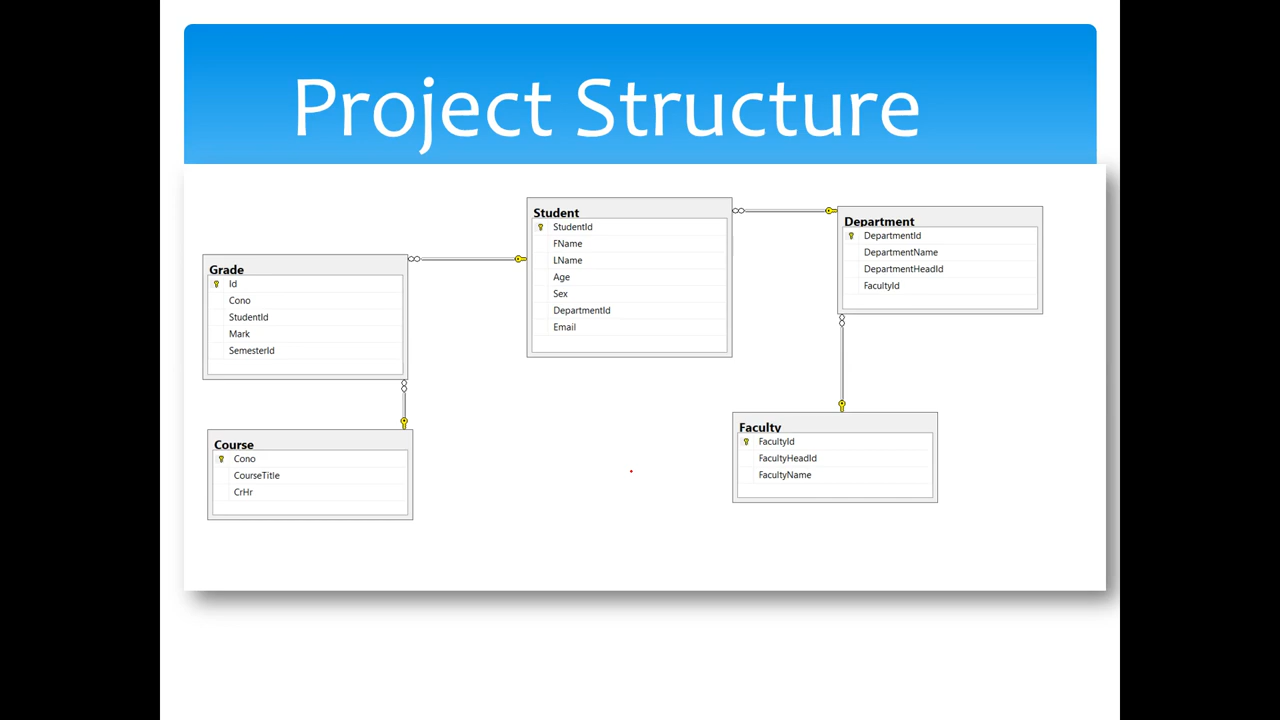 Project Structure
Student
StudentId
FName
LName
Age
Sex
DepartmentId
Email
Department
DepartmentId
DepartmentName
DepartmentHeadId
FacultyId
Grade
Id
Cono
StudentId
Mark
SemesterId
Course
Cono
CourseTitle
CrHr
Faculty
FacultyId
FacultyHeadId
FacultyName